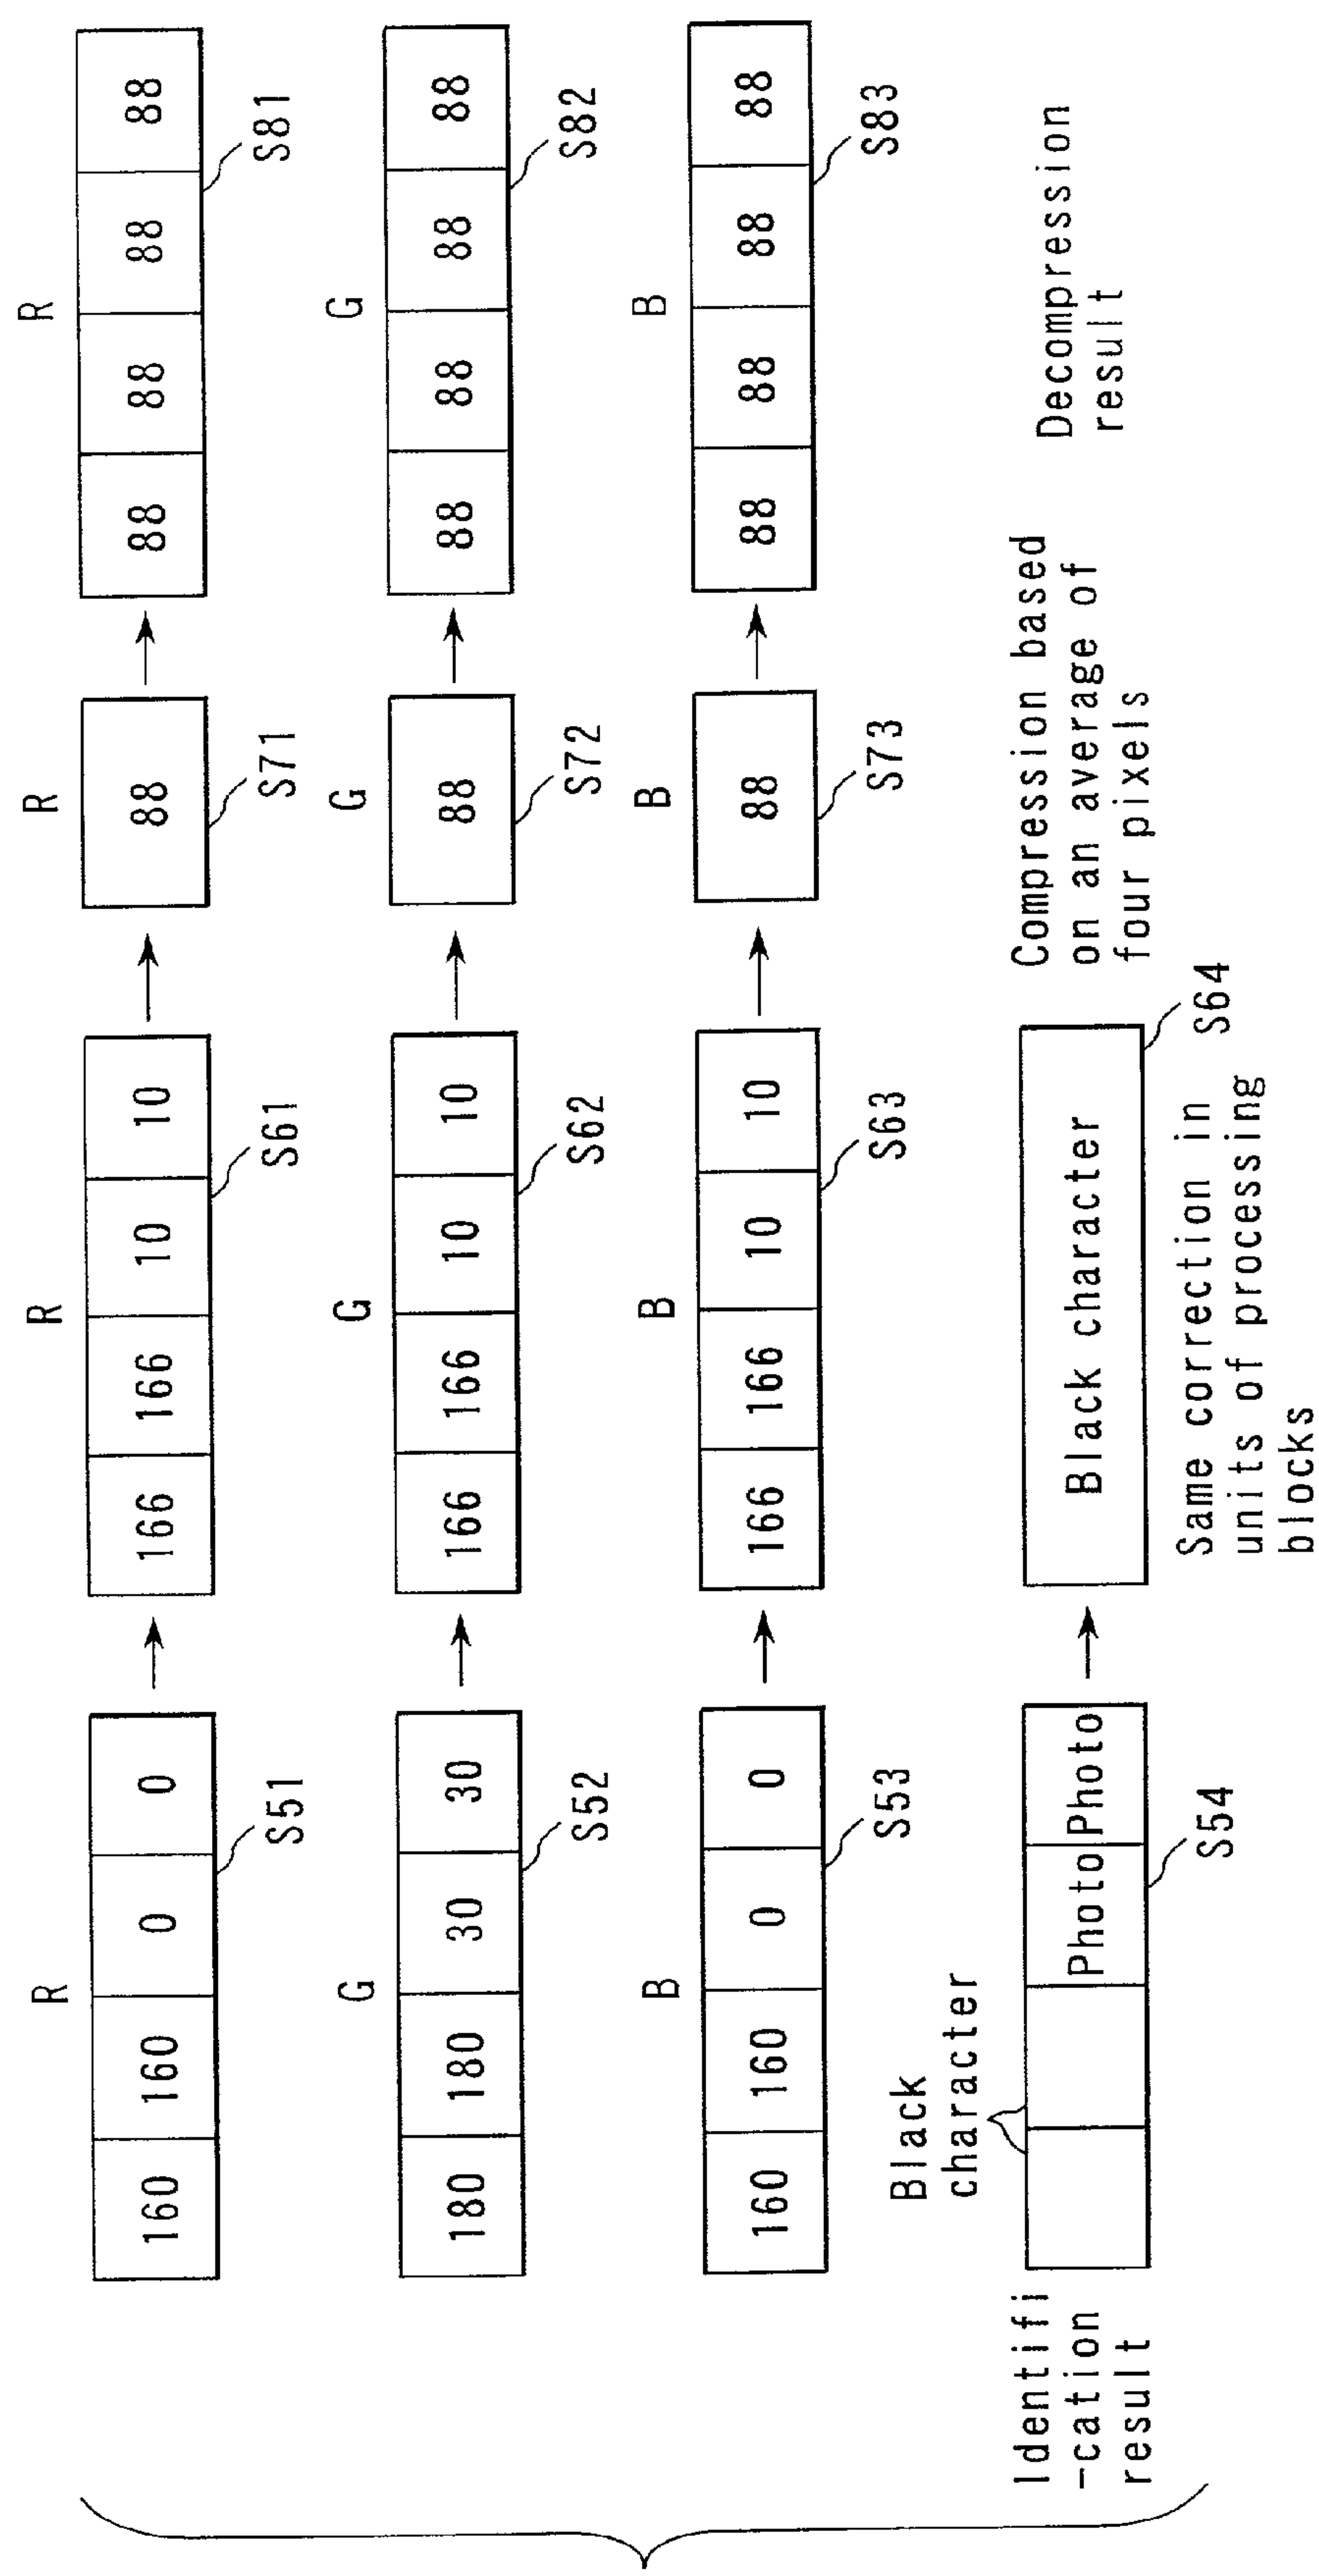 R
160 160 0 0
S51
R
166 166 10 10
S61
R
88
S71
R
88 88 88 88
S81
G
180 180 30 30
S52
G
166 166 10 10
S62
G
88
S72
G
88 88 88 88
S82
B
160 160 0 0
S53
B
166 166 10 10
S63
B
88
S73
B
88 88 88 88
S83
Black
character
Identifi
-cation
result
Photo Photo
S54
Black character
S64
Same correction in
units of processing
blocks
Compression based
on an average of
four pixels
Decompression
result